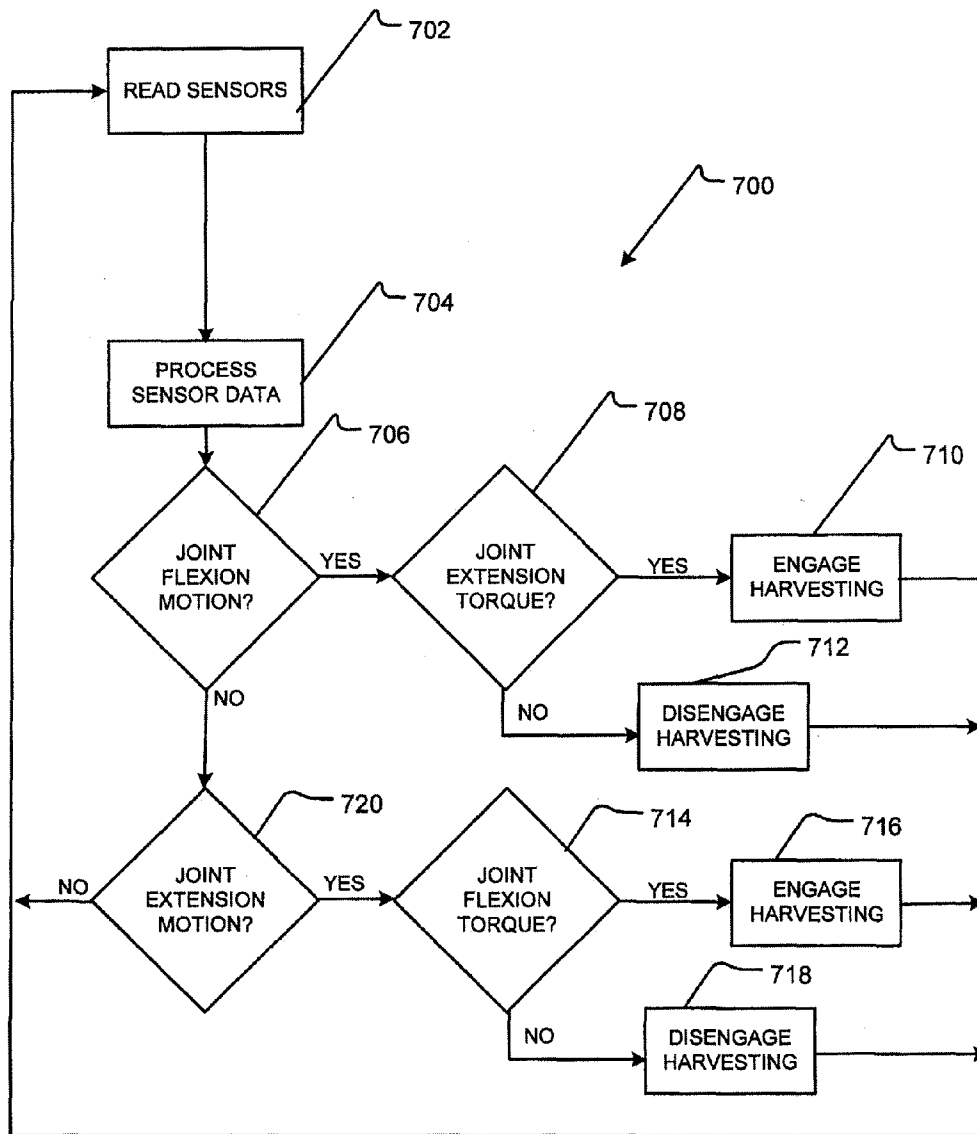 702
READ SENSORS
700
704
PROCESS
SENSOR DATA
706
708
710
JOINT
FLEXION
MOTION?
YES
JOINT
EXTENSION
TORQUE?
YES
ENGAGE
HARVESTING
712
NO
NO
DISENGAGE
HARVESTING
720
714
716
NO
JOINT
EXTENSION
MOTION?
YES
JOINT
FLEXION
TORQUE?
YES
ENGAGE
HARVESTING
718
NO
DISENGAGE
HARVESTING